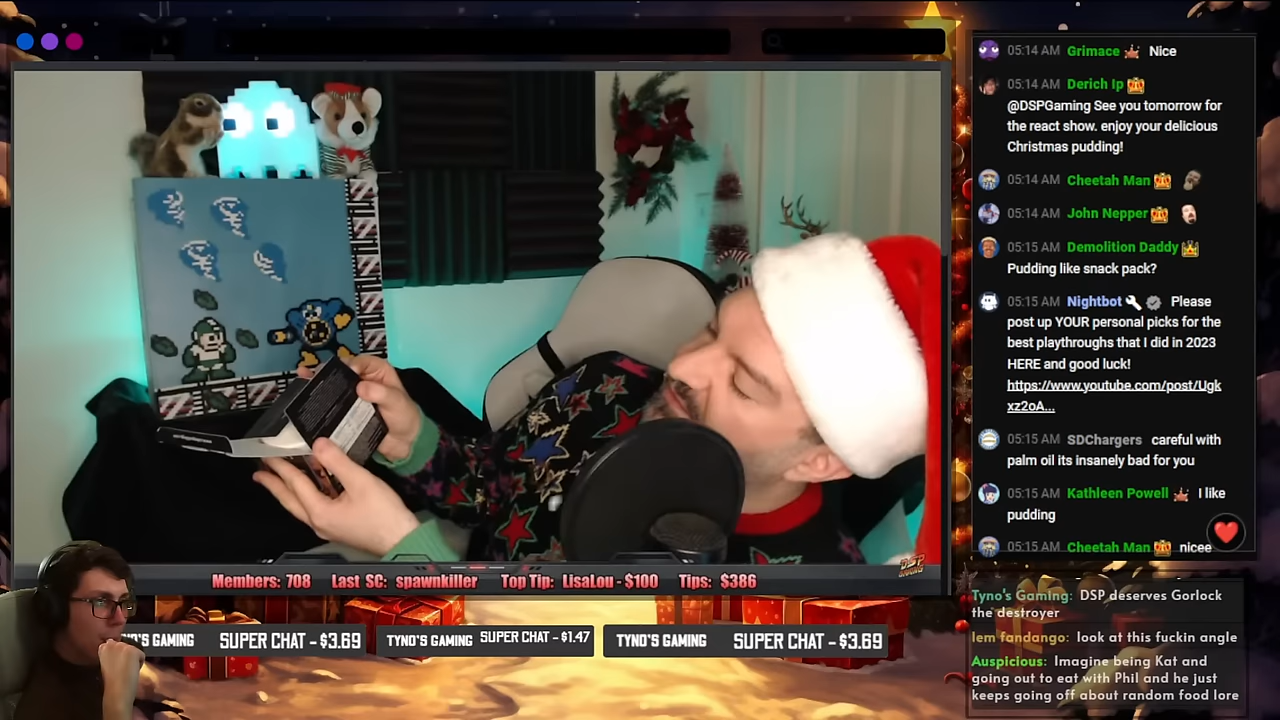 05:14 AM Grimace Nice
05:14 AM Derich Ip
@DSPGaming See you tomorrow for
the react show. enjoy your delicious
Christmas pudding!
05:14 AM Cheetah Man
05:14 AM John Nepper
05:15 AM Demolition Daddy
Pudding like snack pack?
05:15 AM Nightbot Please
post up YOUR personal picks for the
best playthroughs that I did in 2023
HERE and good luck!
https://www.youtube.com/post/Ugk
xz2oA...
05:15 AM SDChargers careful with
palm oil its insanely bad for you
05:15 AM Kathleen Powell I like
pudding
05:15 AM Cheetah Man nicee
DSP
GAMING
Members: 708 Last SC: spawnkiller Top Tip: LisaLou - $100 Tips: $386
Tyno's Gaming: DSP deserves Gorlock
the destroyer
lem fandango: look at this fuckin angle
Auspicious: Imagine being Kat and
going out to eat with Phil and he just
keeps going off about random food lore
NO'S GAMING SUPER CHAT - $3.69
TYNO'S GAMING SUPER CHAT - $1.47
TYNO'S GAMING SUPER CHAT - $3.69